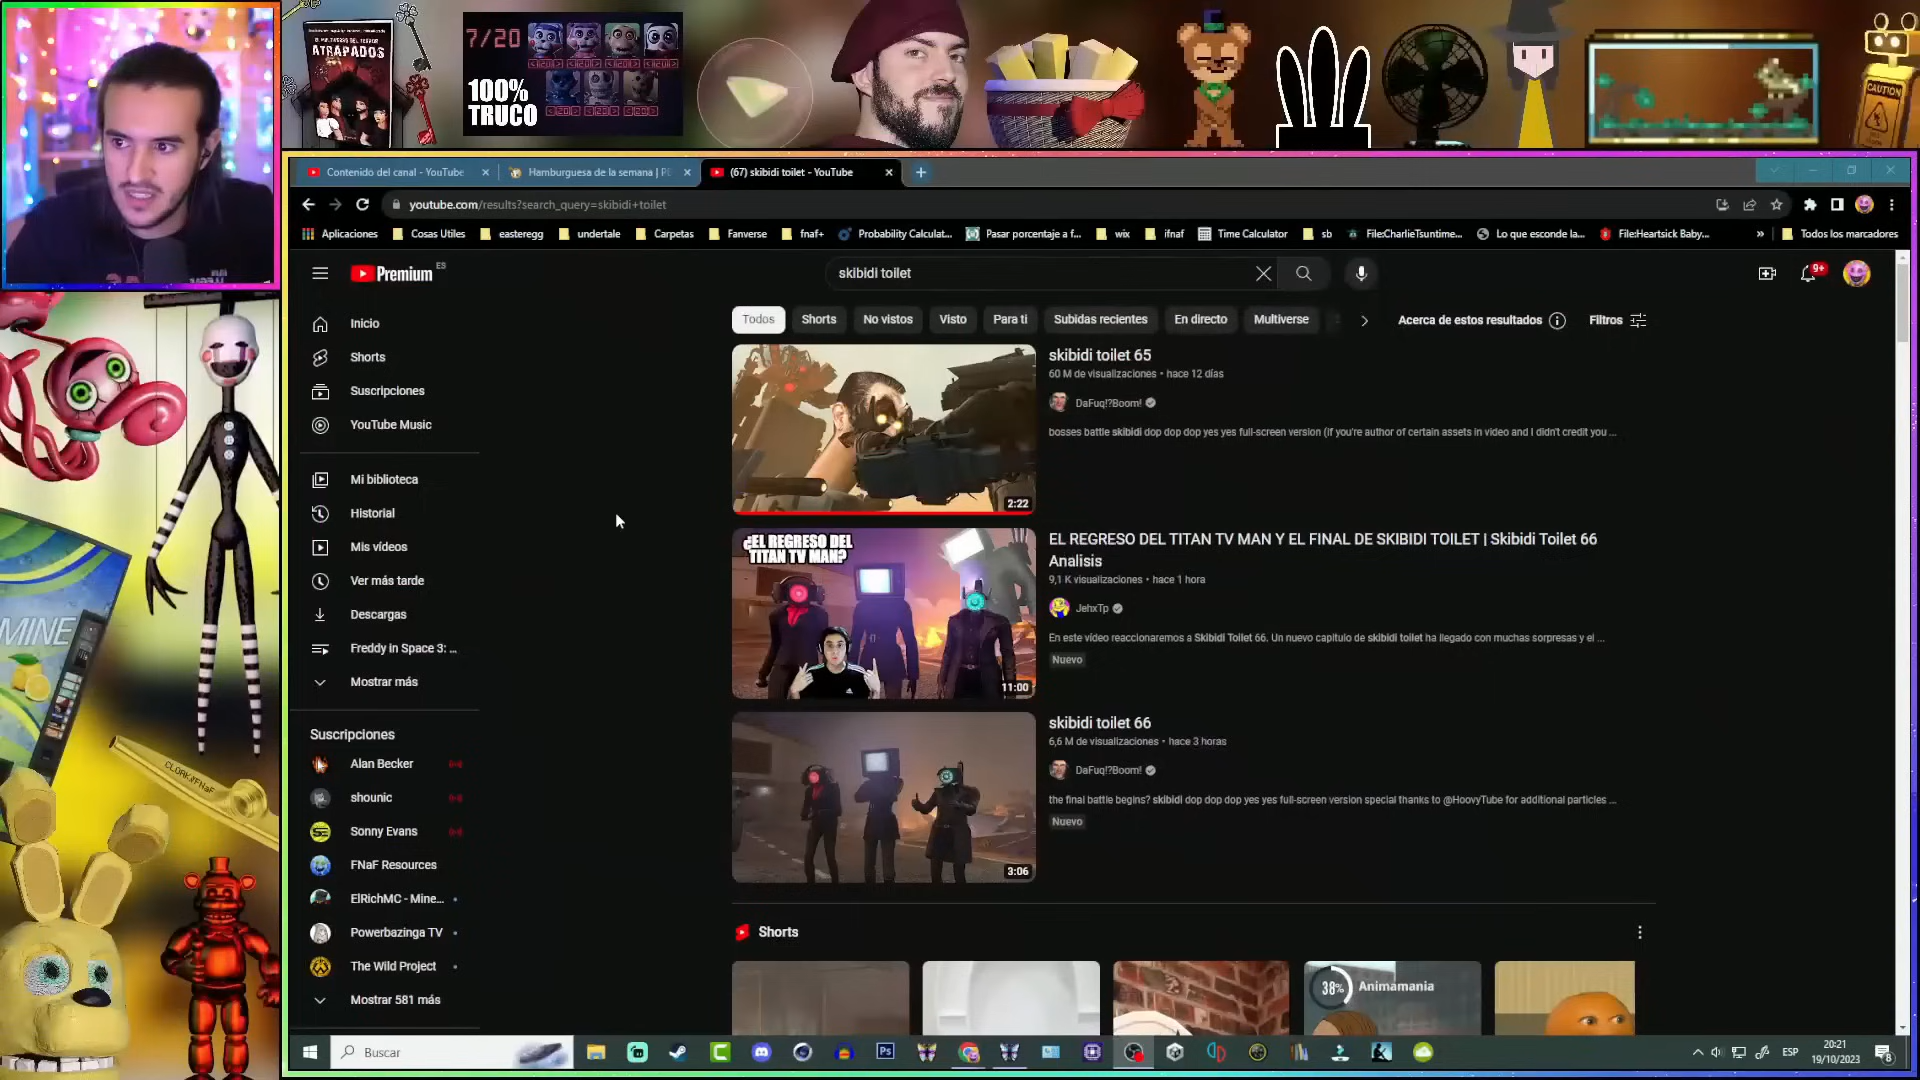 ATRAPADOS
7/20
100%
TRUCO
CAUTION
Contenido del canal - YouTube
Hamburguesa de la semana | P
(67) skibidi toilet - YouTube
youtube.com/results?search_query=skibidi+toilet
Aplicaciones
Cosas Utiles
easteregg
undertale
Carpetas
Fanverse
fnaf+
Probability Calculat...
Pasar porcentaje a f...
wix
ifnaf
Time Calculator
sb
File:CharlieTsuntime...
Lo que esconde la...
File:Heartsick Baby...
»
Todos los marcadores
Premium ES
skibidi toilet
9+
Todos
Shorts
No vistos
Visto
Para ti
Subidas recientes
En directo
Multiverse
Acerca de estos resultados
Filtros
Inicio
Shorts
Suscripciones
YouTube Music
Mi biblioteca
Historial
Mis vídeos
Ver más tarde
Descargas
Freddy in Space 3: ...
Mostrar más
Suscripciones
Alan Becker
shounic
Sonny Evans
FNaF Resources
ElRichMC - Mine...
Powerbazinga TV
The Wild Project
Mostrar 581 más
2:22
skibidi toilet 65
60 M de visualizaciones • hace 12 días
DaFuq!?Boom!
bosses battle skibidi dop dop dop yes yes full-screen version (if you're author of certain assets in video and I didn't credit you ...
¿EL REGRESO DEL
TITAN TV MAN?
11:00
EL REGRESO DEL TITAN TV MAN Y EL FINAL DE SKIBIDI TOILET | Skibidi Toilet 66
Analisis
9,1 K visualizaciones • hace 1 hora
JehxTp
En este vídeo reaccionaremos a Skibidi Toilet 66. Un nuevo capitulo de skibidi toilet ha llegado con muchas sorpresas y el ...
Nuevo
3:06
skibidi toilet 66
6,6 M de visualizaciones • hace 3 horas
DaFuq!?Boom!
the final battle begins? skibidi dop dop dop yes yes full-screen version special thanks to @HoovyTube for additional particles ...
Nuevo
Shorts
38%
Animamania
MINE
CLOAK//FNaF
Buscar
Ps
ESP
20:21
19/10/2023
8